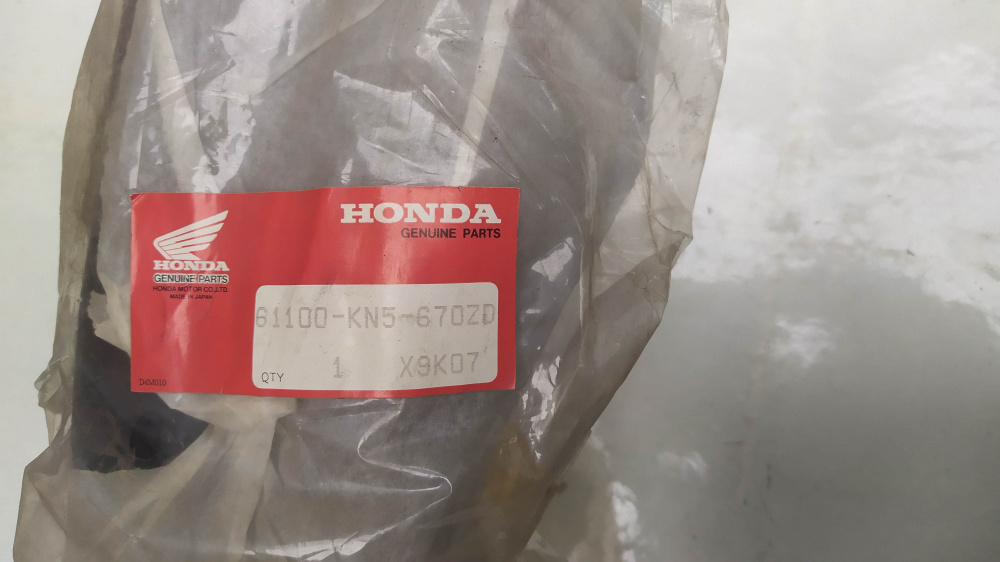 HONDA
GENUINE PARTS
HONDA
GENUINE PARTS
HONDA MOTOR CO.,LTD.
MADE IN JAPAN
61100-KN5-670ZD
QTY 1 X9K07
D4M010